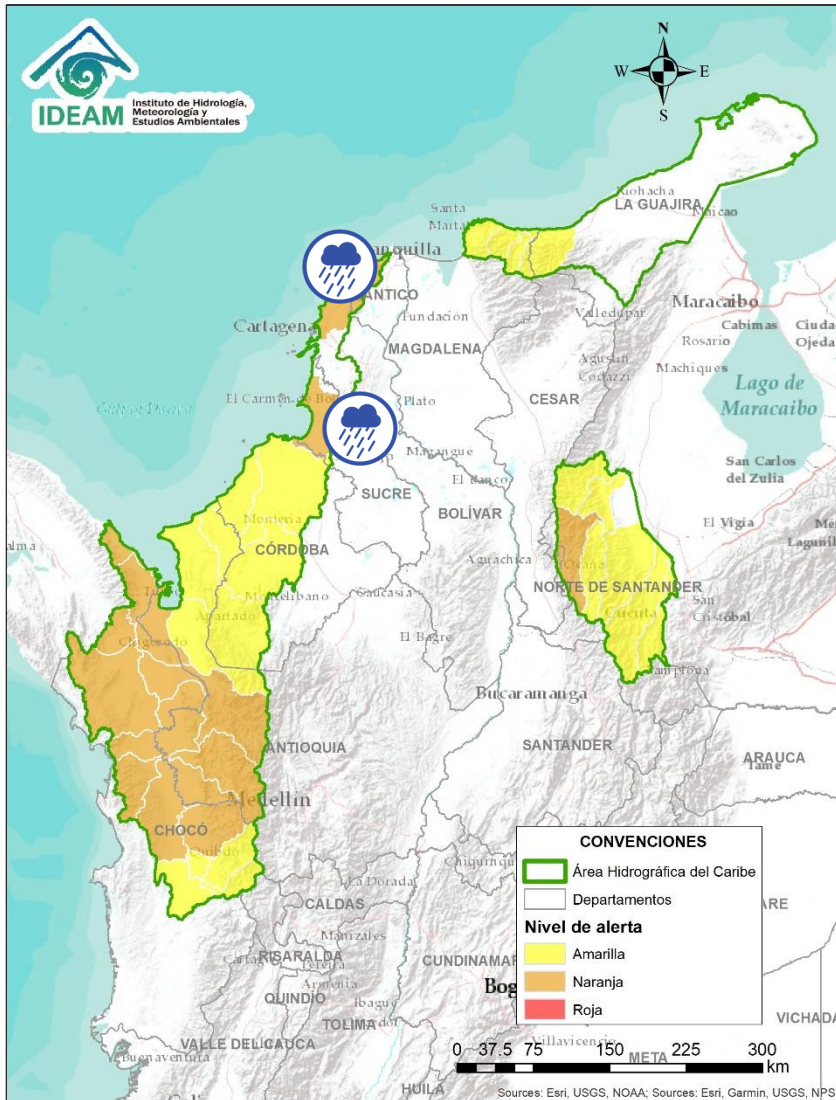 IDEAM
Instituto de Hidrología,
Meteorología y
Estudios Ambientales
N
W
E
S
Riohacha
LA GUAJIRA
Maicao
Santa
Marta
Maracaibo
Cabimas
Ciudad
Ojeda
Rosario
Machiques
Lago de
Maracaibo
San Carlos
del Zulia
El Vigía
San
Cristóbal
Valledupar
Agustín
Codazzi
CESAR
Fundación
MAGDALENA
Cartagena
El Carmen de
Plato
Magangué
El Banco
SUCRE
BOLÍVAR
Montería
CÓRDOBA
Aguachica
Ocaña
NORTE DE SANTANDER
Cúcuta
Montelíbano
Caucasia
Apartadó
El Bagre
Chigorodó
Bucaramanga
SANTANDER
ARAUCA
Tame
ANTIOQUIA
Medellín
CHOCÓ
Quibdó
La Dorada
CALDAS
Manizales
RISARALDA
Pereira
Armenia
QUINDÍO
Ibagué
TOLIMA
VALLE DEL CAUCA
Buenaventura
HUILA
META
Villavicencio
VICHADA
CONVENCIONES
Área Hidrográfica del Caribe
Departamentos
Nivel de alerta
Amarilla
Naranja
Roja
0 37.5 75 150 225 300
km
Sources: Esri, USGS, NOAA; Sources: Esri, Garmin, USGS, NPS